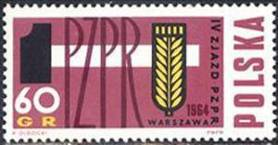 1 PZPR
IV ZJAZD PZPR
POLSKA
60
GR
1964
WARSZAWA